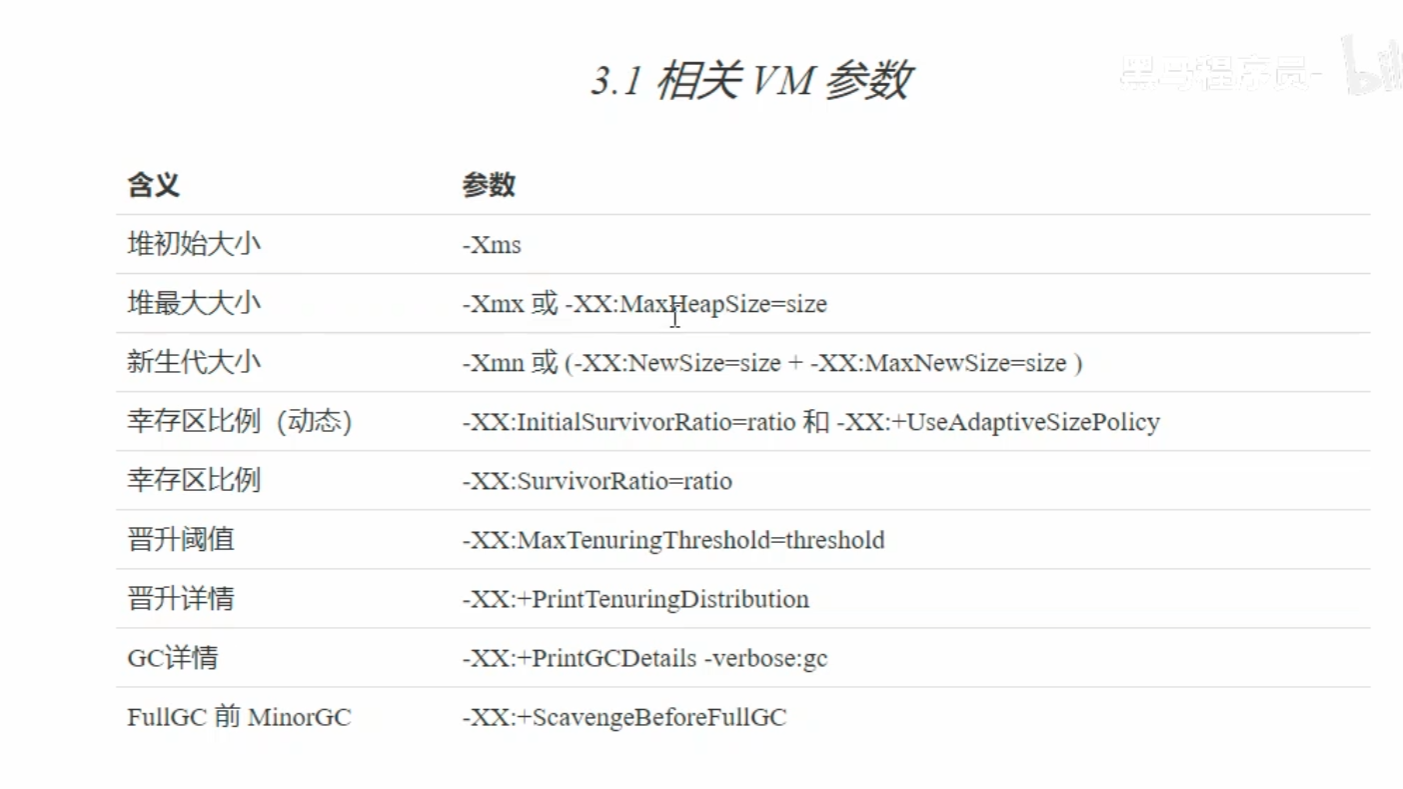 3.1 相关 VM 参数
黑马程序员-
含义 参数
堆初始大小 -Xms
堆最大大小 -Xmx 或 -XX:MaxHeapSize=size
新生代大小 -Xmn 或 (-XX:NewSize=size + -XX:MaxNewSize=size )
幸存区比例（动态） -XX:InitialSurvivorRatio=ratio 和 -XX:+UseAdaptiveSizePolicy
幸存区比例 -XX:SurvivorRatio=ratio
晋升阈值 -XX:MaxTenuringThreshold=threshold
晋升详情 -XX:+PrintTenuringDistribution
GC详情 -XX:+PrintGCDetails -verbose:gc
FullGC 前 MinorGC -XX:+ScavengeBeforeFullGC